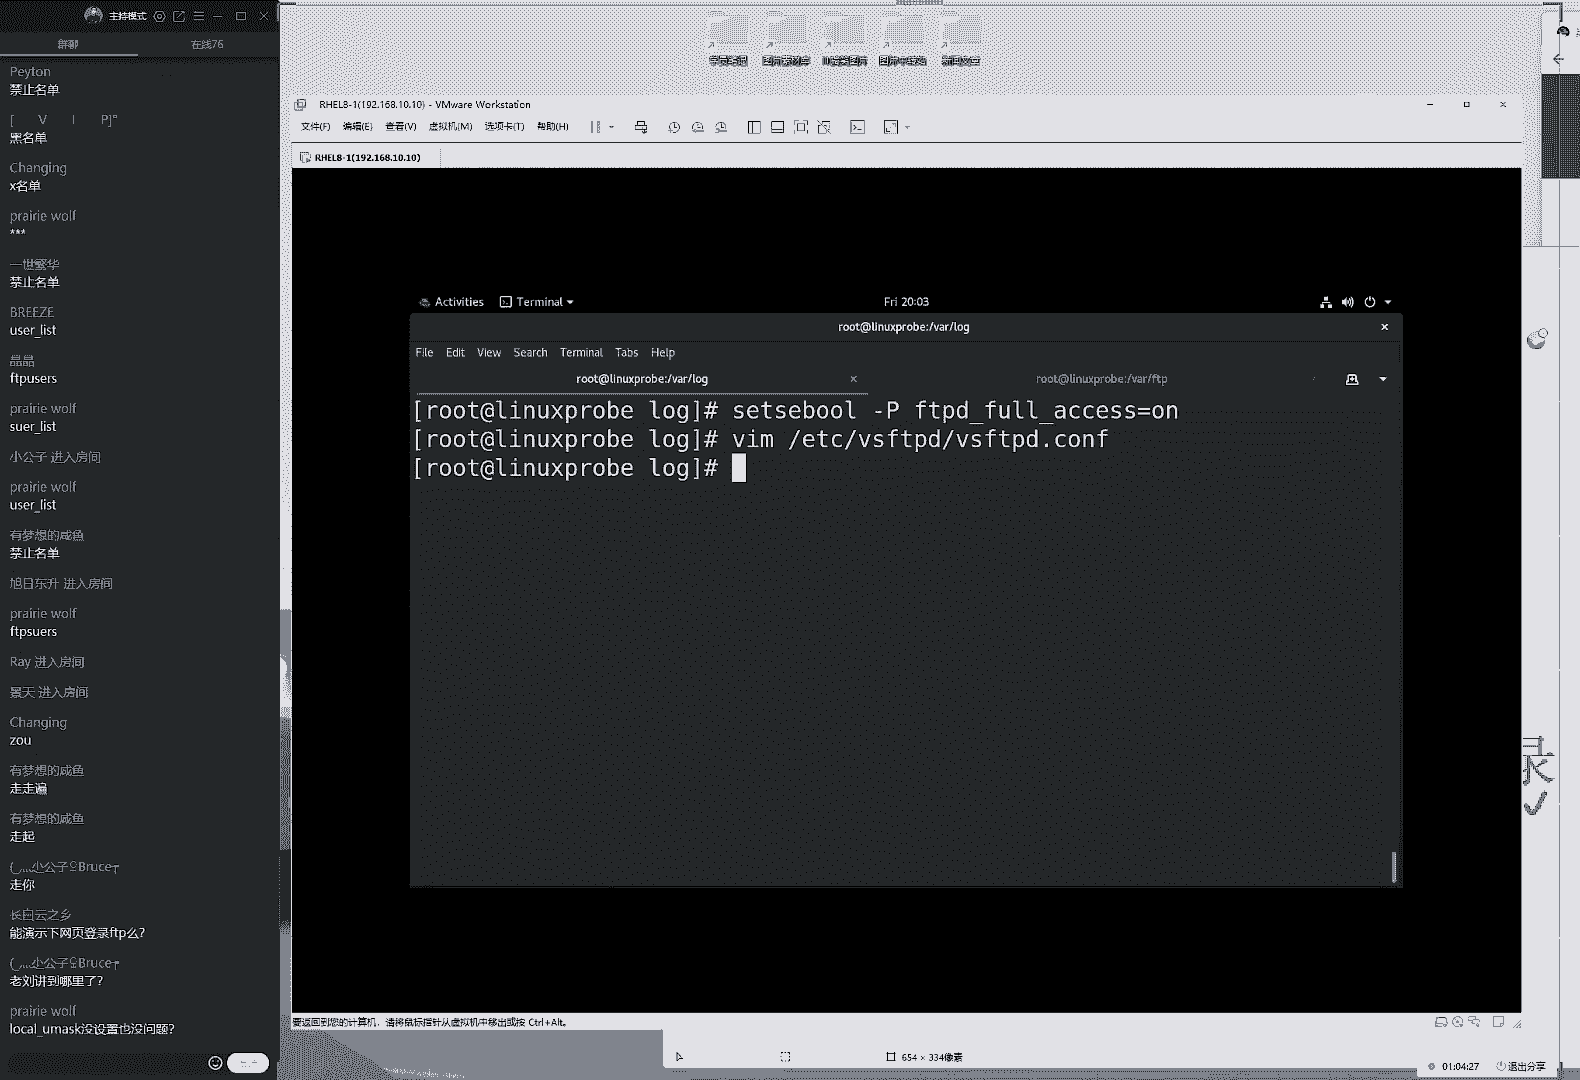 主持模式
群聊
在线76
Peyton
禁止名单
[ V I P]"
黑名单
Changing
x名单
prairie wolf
***
一世繁华
禁止名单
BREEZE
user_list
ftpusers
prairie wolf
suer_list
小公子 进入房间
prairie wolf
user_list
有梦想的咸鱼
禁止名单
旭日东升 进入房间
prairie wolf
ftpsuers
Ray 进入房间
景天 进入房间
Changing
zou
有梦想的咸鱼
走走遍
有梦想的咸鱼
走起
走你
长白云之乡
能演示下网页登录ftp么?
老刘讲到哪里了?
prairie wolf
local_umask没设置也没问题?
RHEL8-1(192.168.10.10) - VMware Workstation
文件(F) 编辑(E) 查看(V) 虚拟机(M) 选项卡(T) 帮助(H)
RHEL8-1(192.168.10.10)
Activities Terminal Fri 20:03
root@linuxprobe:/var/log
File Edit View Search Terminal Tabs Help
root@linuxprobe:/var/log root@linuxprobe:/var/ftp
[root@linuxprobe log]# setsebool -P ftpd_full_access=on
[root@linuxprobe log]# vim /etc/vsftpd/vsftpd.conf
[root@linuxprobe log]#
要返回到您的计算机，请将鼠标指针从虚拟机中移出或按 Ctrl+Alt。
654 × 334像素
01:04:27 退出分享